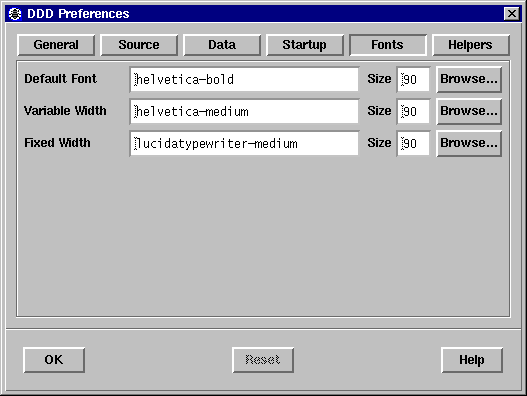 DDD Preferences
General Source Data Startup Fonts Helpers
Default Font helvetica-bold Size 90 Browse...
Variable Width helvetica-medium Size 90 Browse...
Fixed Width lucidatypewriter-medium Size 90 Browse...
OK Reset Help